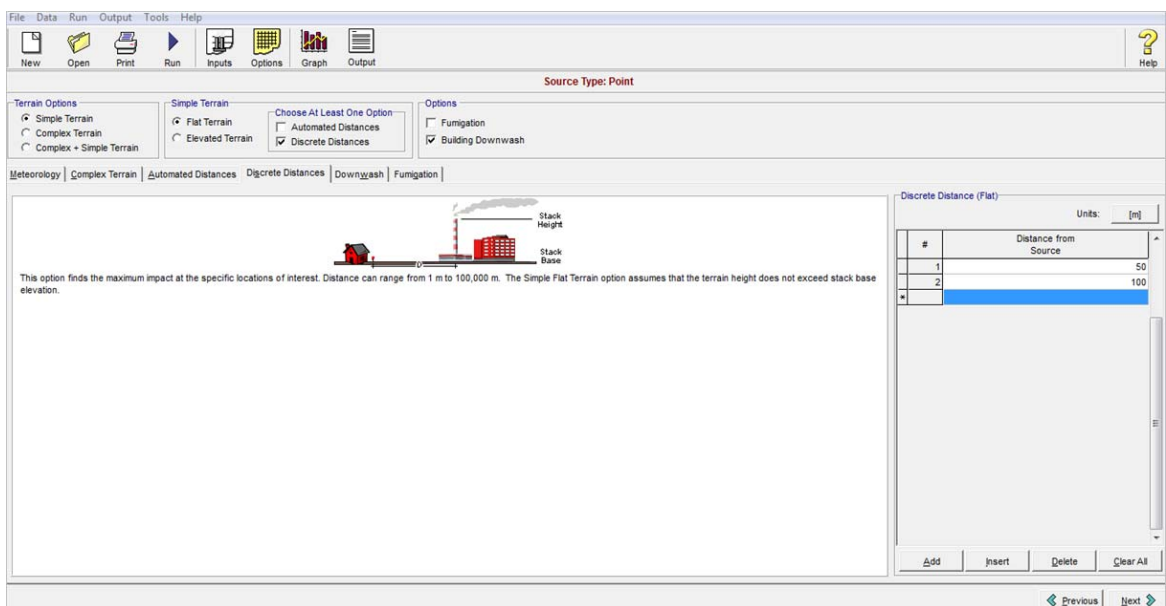 File Data Run Output Tools Help
New Open Print Run Inputs Options Graph Output Help
Source Type: Point
Terrain Options
Simple Terrain
Complex Terrain
Complex + Simple Terrain
Simple Terrain
Flat Terrain
Elevated Terrain
Choose At Least One Option
Automated Distances
Discrete Distances
Options
Fumigation
Building Downwash
Meteorology Complex Terrain Automated Distances Discrete Distances Downwash Fumigation
Stack
Height
Stack
Base
This option finds the maximum impact at the specific locations of interest. Distance can range from 1 m to 100,000 m. The Simple Flat Terrain option assumes that the terrain height does not exceed stack base
elevation.
Discrete Distance (Flat)
Units: [m]
# Distance from
Source
1 50
2 100
*
Add Insert Delete Clear All
Previous Next